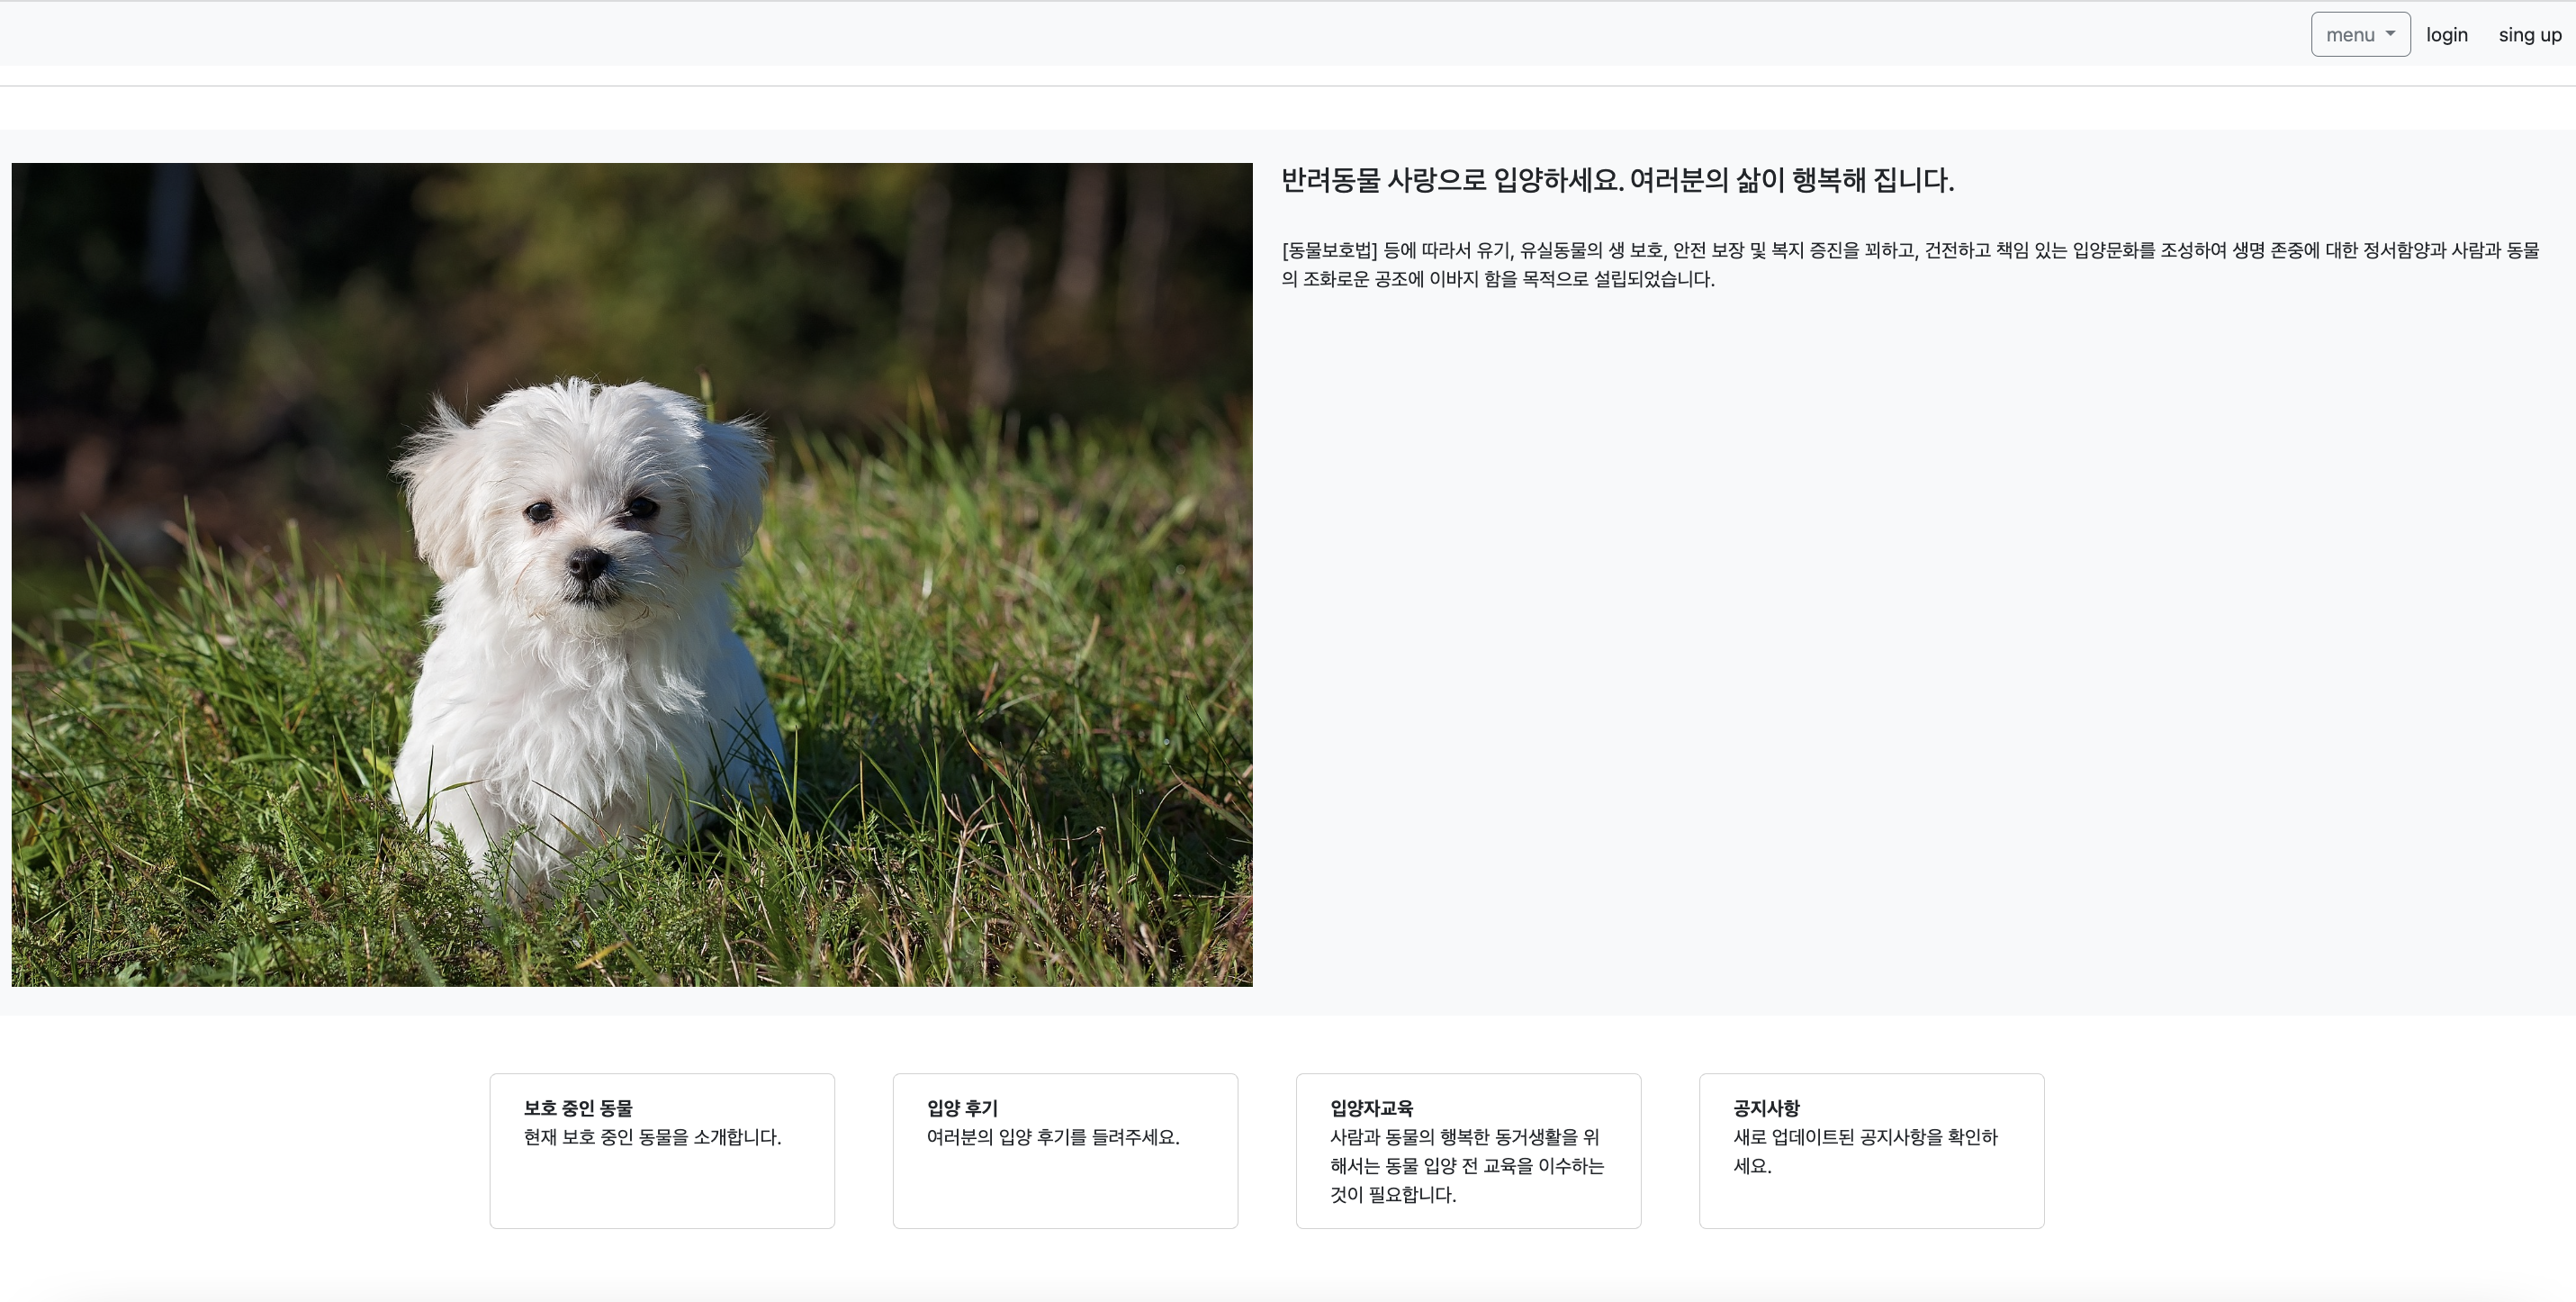 menu login sing up
반려동물 사랑으로 입양하세요. 여러분의 삶이 행복해 집니다.
[동물보호법] 등에 따라서 유기, 유실동물의 생 보호, 안전 보장 및 복지 증진을 꾀하고, 건전하고 책임 있는 입양문화를 조성하여 생명 존중에 대한 정서함양과 사람과 동물
의 조화로운 공조에 이바지 함을 목적으로 설립되었습니다.
보호 중인 동물
현재 보호 중인 동물을 소개합니다.
입양 후기
여러분의 입양 후기를 들려주세요.
입양자교육
사람과 동물의 행복한 동거생활을 위
해서는 동물 입양 전 교육을 이수하는
것이 필요합니다.
공지사항
새로 업데이트된 공지사항을 확인하
세요.